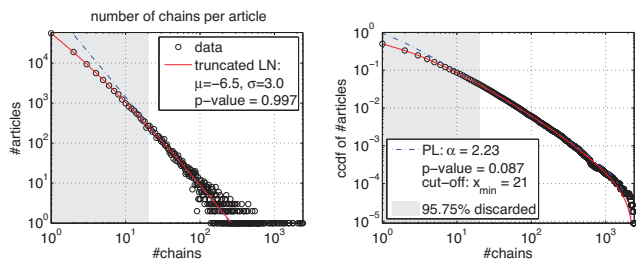 number of chains per article
data
truncated LN:
μ=−6.5, σ=3.0
p-value = 0.997
#articles
10^4
10^3
10^2
10^1
10^0
10^0 10^1 10^2 10^3
#chains
ccdf of #articles
10^0
10^-1
10^-2
10^-3
10^-4
10^-5
PL: α = 2.23
p-value = 0.087
cut-off: x_min = 21
95.75% discarded
10^0 10^1 10^2 10^3
#chains